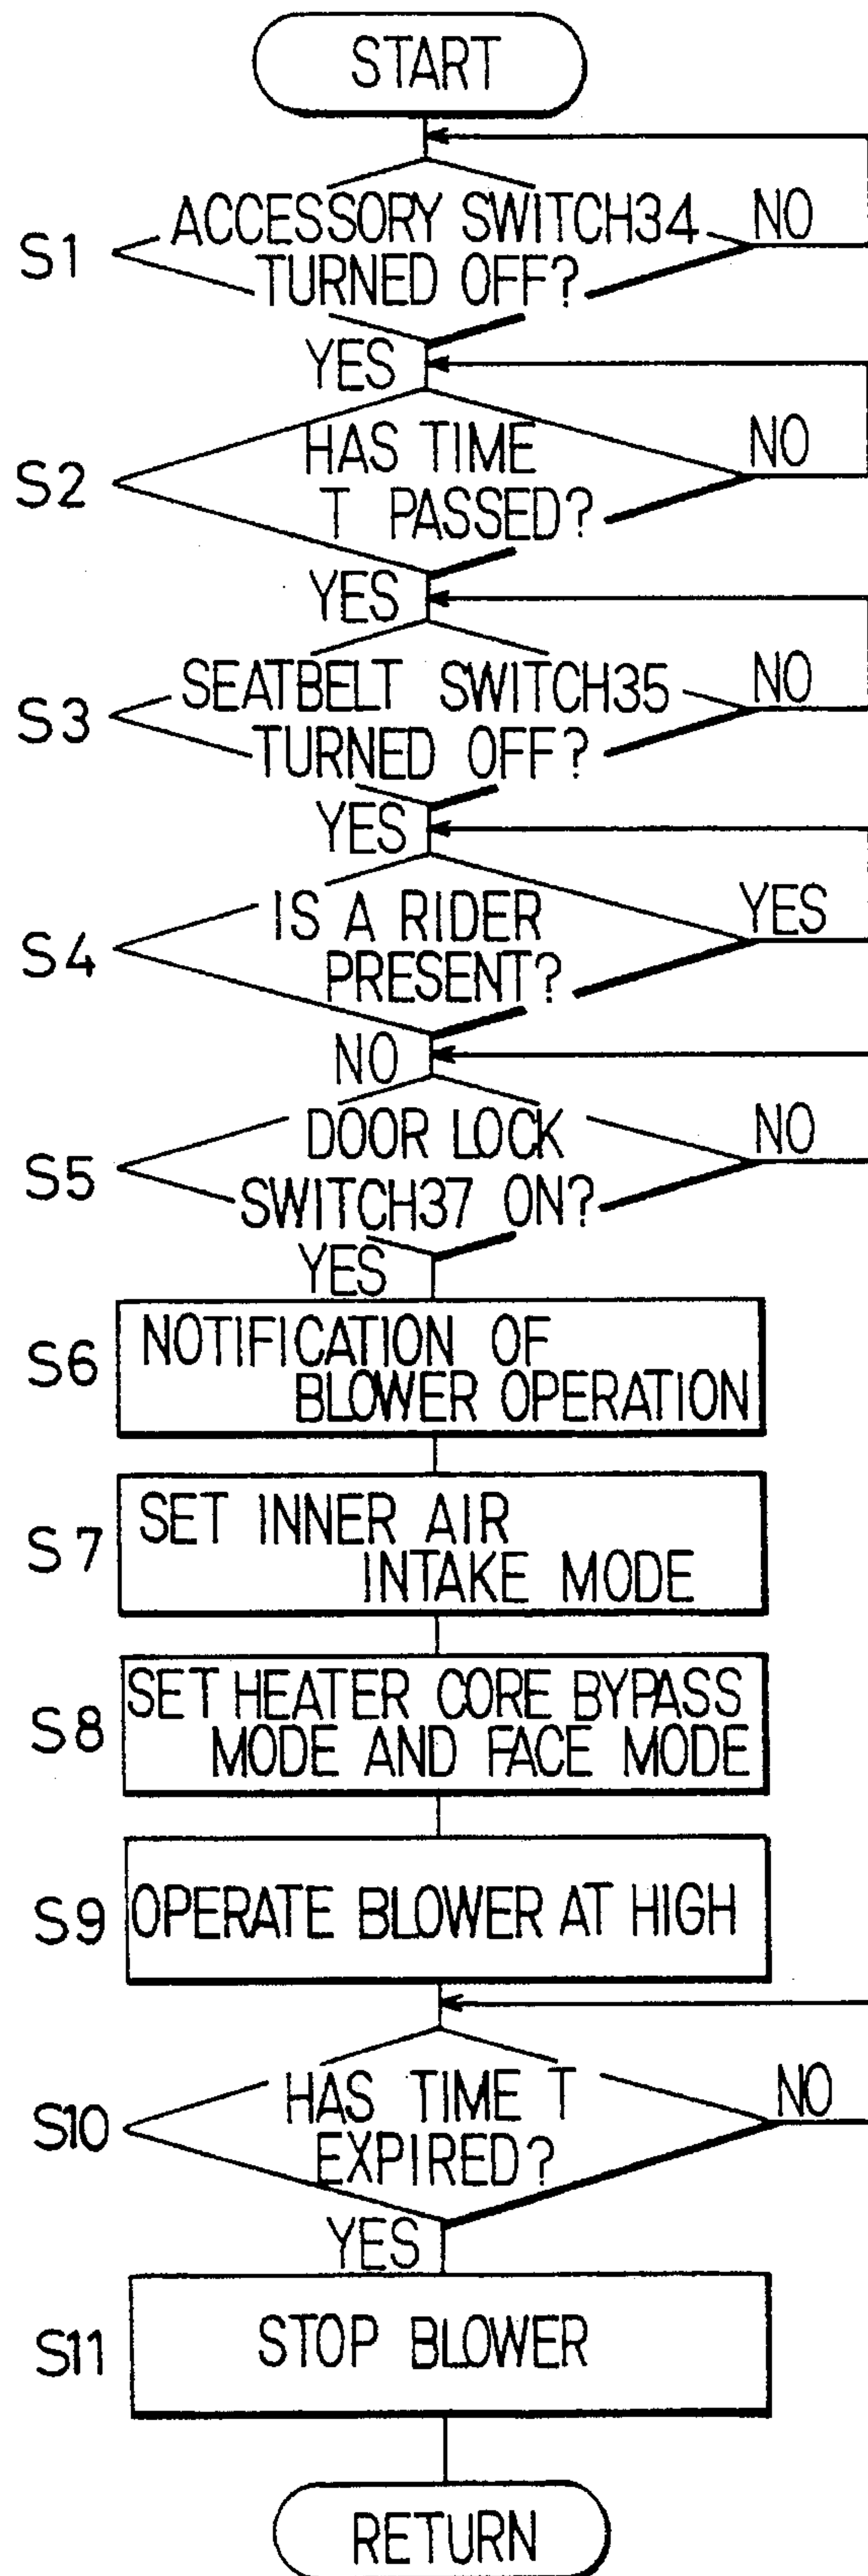 START
ACCESSORY SWITCH34
TURNED OFF?
NO
S1
YES
HAS TIME
T PASSED?
NO
S2
YES
SEATBELT SWITCH35
TURNED OFF?
NO
S3
YES
IS A RIDER
PRESENT?
YES
S4
NO
DOOR LOCK
SWITCH37 ON?
NO
S5
YES
S6
NOTIFICATION OF
BLOWER OPERATION
S7
SET INNER AIR
INTAKE MODE
S8
SET HEATER CORE BYPASS
MODE AND FACE MODE
S9
OPERATE BLOWER AT HIGH
HAS TIME T
EXPIRED?
NO
S10
YES
S11
STOP BLOWER
RETURN